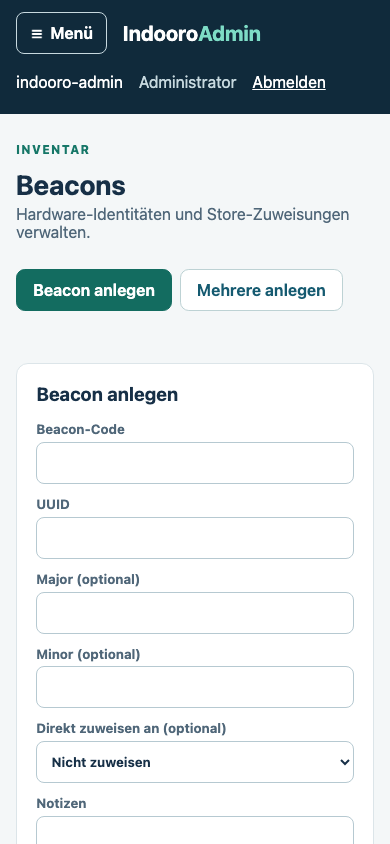 ≡ Menü IndooroAdmin
indooro-admin Administrator Abmelden
INVENTAR
Beacons
Hardware-Identitäten und Store-Zuweisungen
verwalten.
Beacon anlegen Mehrere anlegen
Beacon anlegen
Beacon-Code
UUID
Major (optional)
Minor (optional)
Direkt zuweisen an (optional)
Nicht zuweisen
Notizen